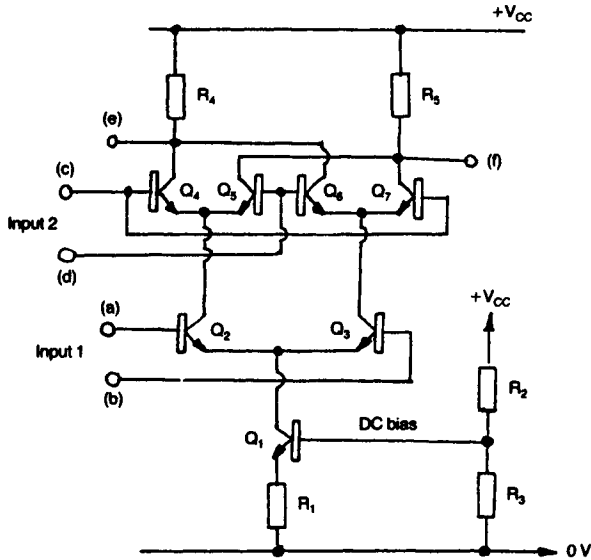 +V_CC
R4
R5
(e)
(f)
(c)
Q4
Q5
Q6
Q7
Input 2
(d)
(a)
+V_CC
Q2
Q3
Input 1
R2
(b)
DC bias
Q1
R1
R3
0 V